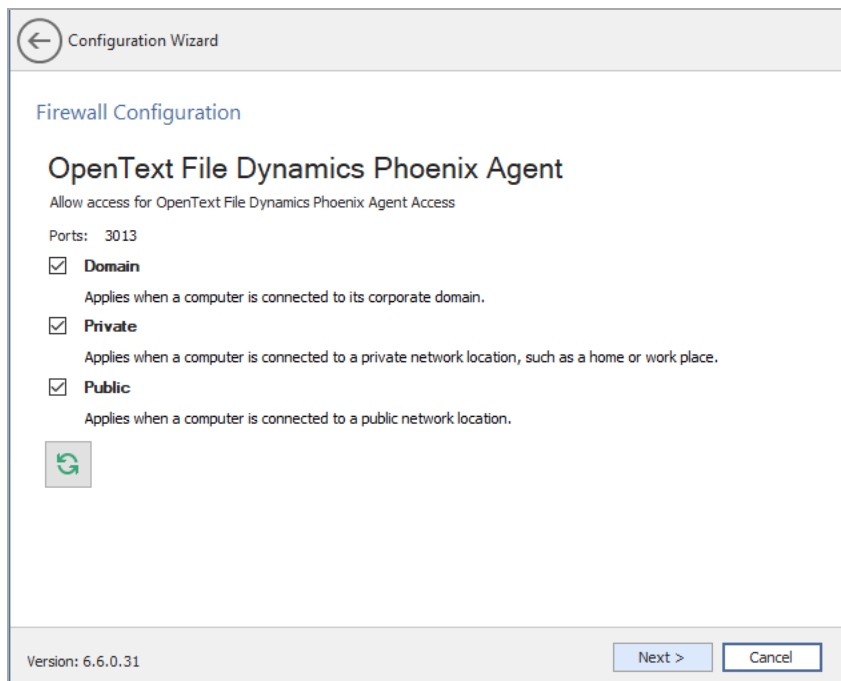 Configuration Wizard
Firewall Configuration
OpenText File Dynamics Phoenix Agent
Allow access for OpenText File Dynamics Phoenix Agent Access
Ports: 3013
Domain
Applies when a computer is connected to its corporate domain.
Private
Applies when a computer is connected to a private network location, such as a home or work place.
Public
Applies when a computer is connected to a public network location.
Version: 6.6.0.31
Next >
Cancel